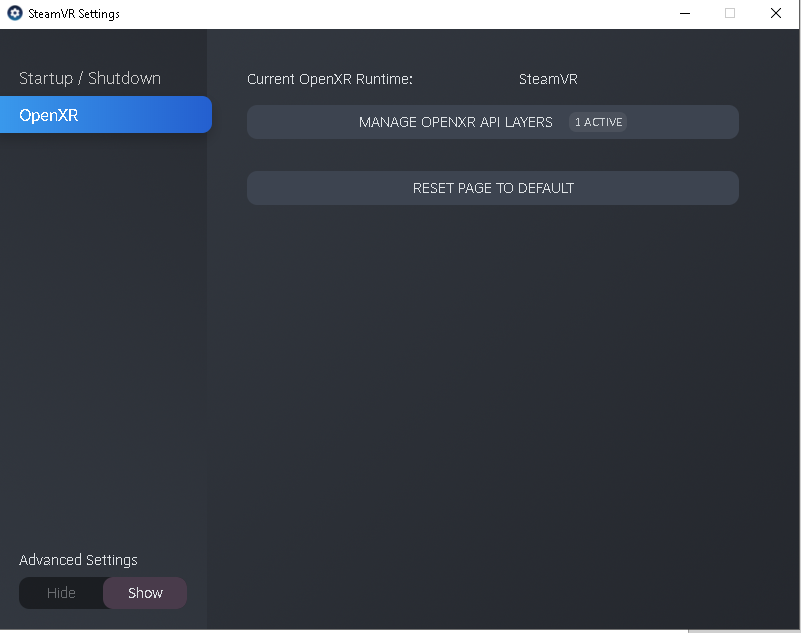 SteamVR Settings
Startup / Shutdown
OpenXR
Current OpenXR Runtime: SteamVR
MANAGE OPENXR API LAYERS 1 ACTIVE
RESET PAGE TO DEFAULT
Advanced Settings
Hide Show